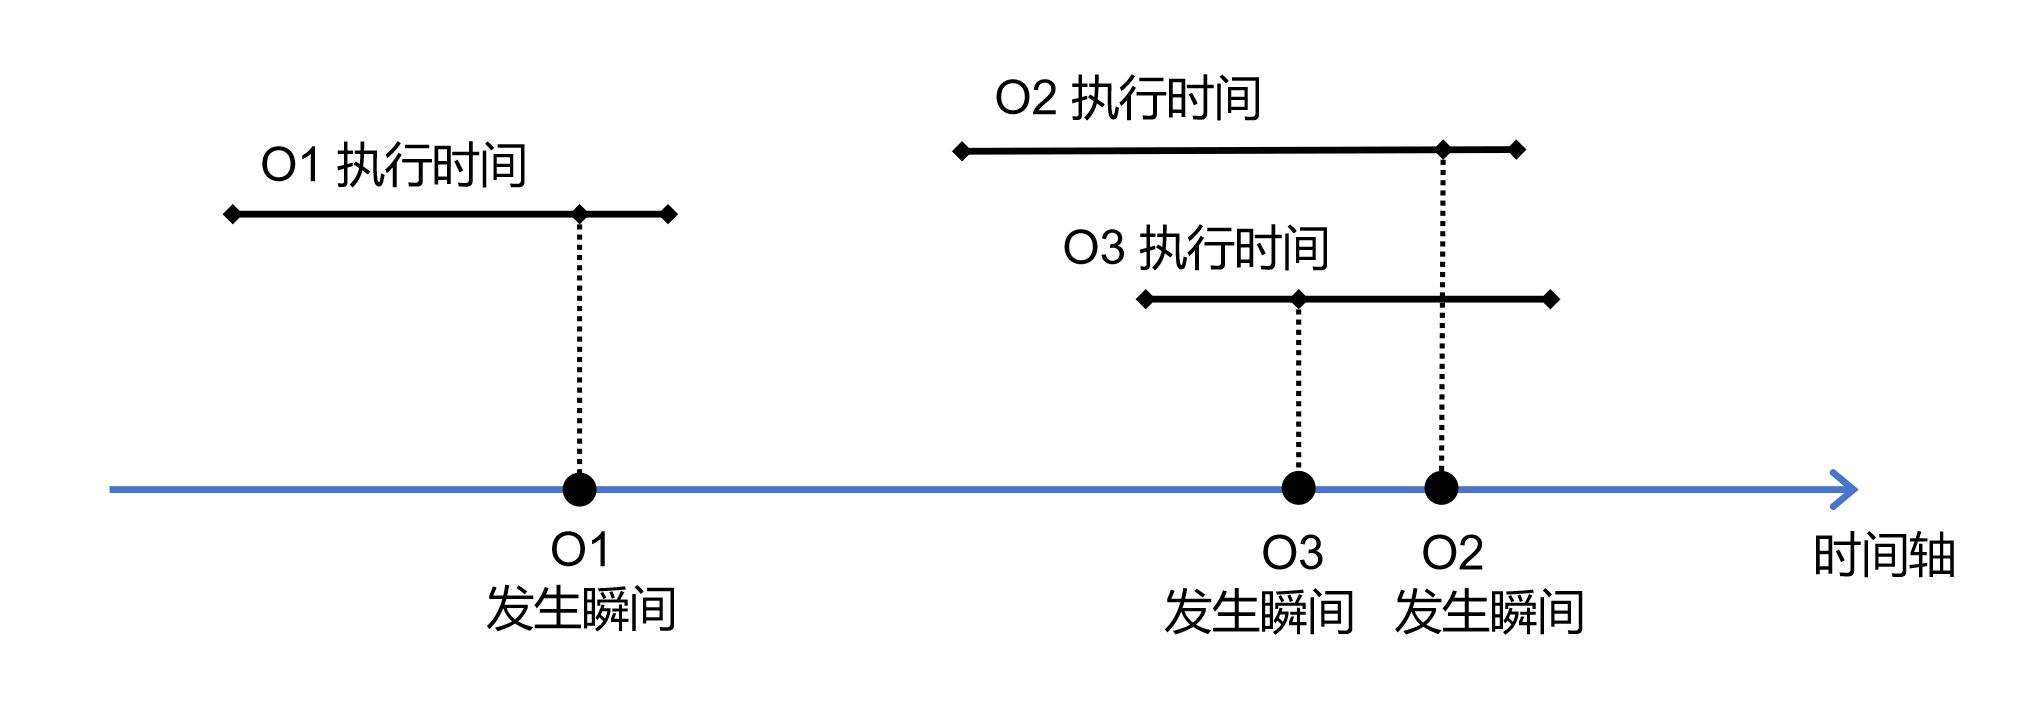 O2 执行时间
O1 执行时间
O3 执行时间
O1
发生瞬间
O3
发生瞬间
O2
发生瞬间
时间轴